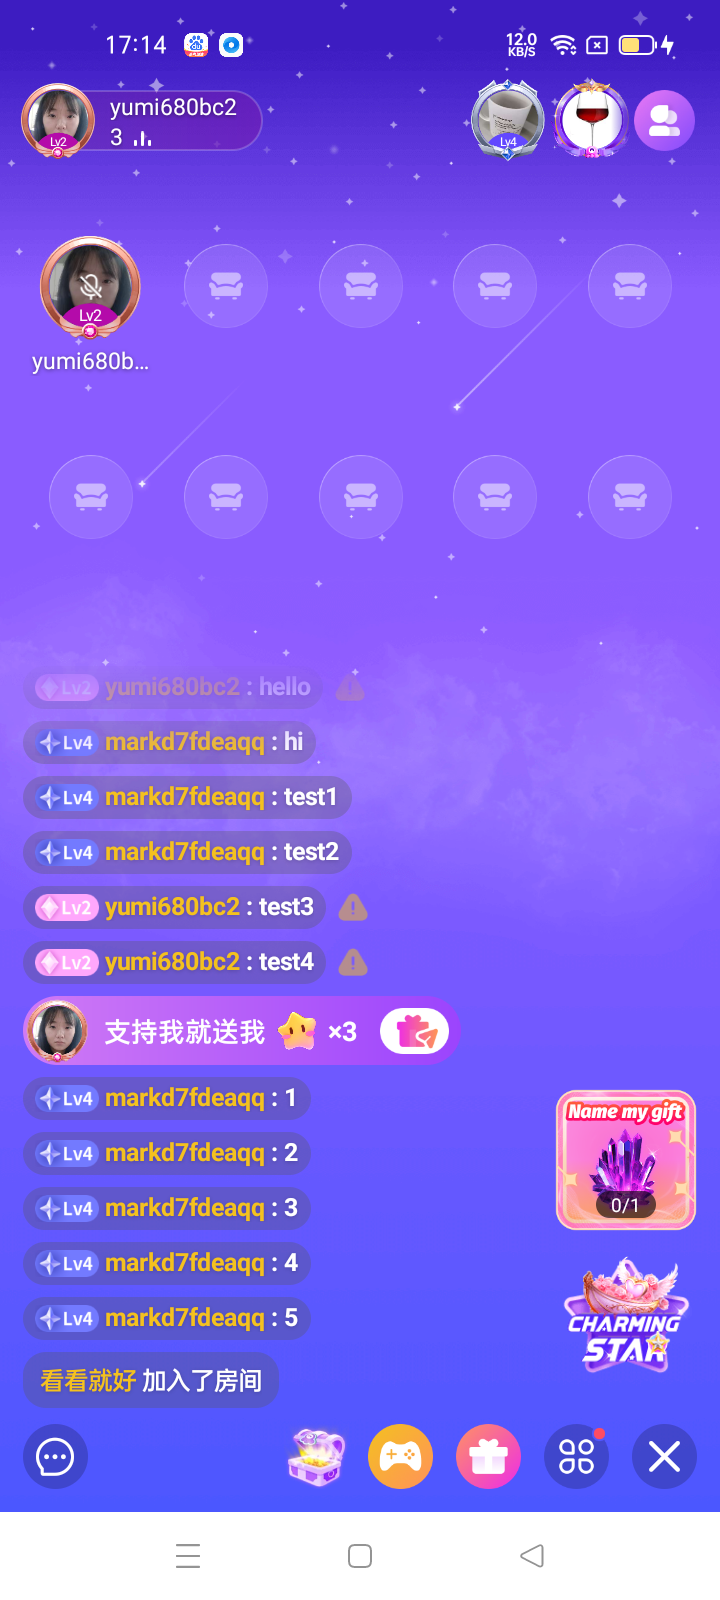 17:14
12.0
KB/S
yumi680bc2
3
Lv2
Lv4
Lv2
yumi680b...
Lv2 yumi680bc2 : hello
Lv4 markd7fdeaqq : hi
Lv4 markd7fdeaqq : test1
Lv4 markd7fdeaqq : test2
Lv2 yumi680bc2 : test3
Lv2 yumi680bc2 : test4
支持我就送我 ×3
Lv4 markd7fdeaqq : 1
Lv4 markd7fdeaqq : 2
Lv4 markd7fdeaqq : 3
Lv4 markd7fdeaqq : 4
Lv4 markd7fdeaqq : 5
Name my gift
0/1
CHARMING
STAR
看看就好 加入了房间